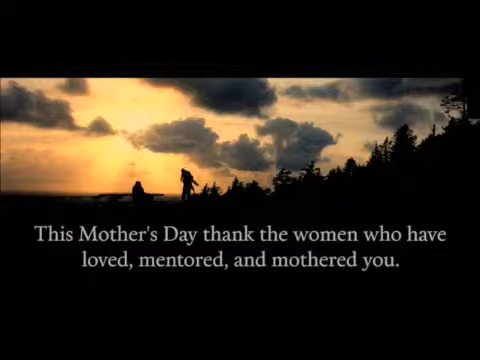 This Mother's Day thank the women who have
loved, mentored, and mothered you.